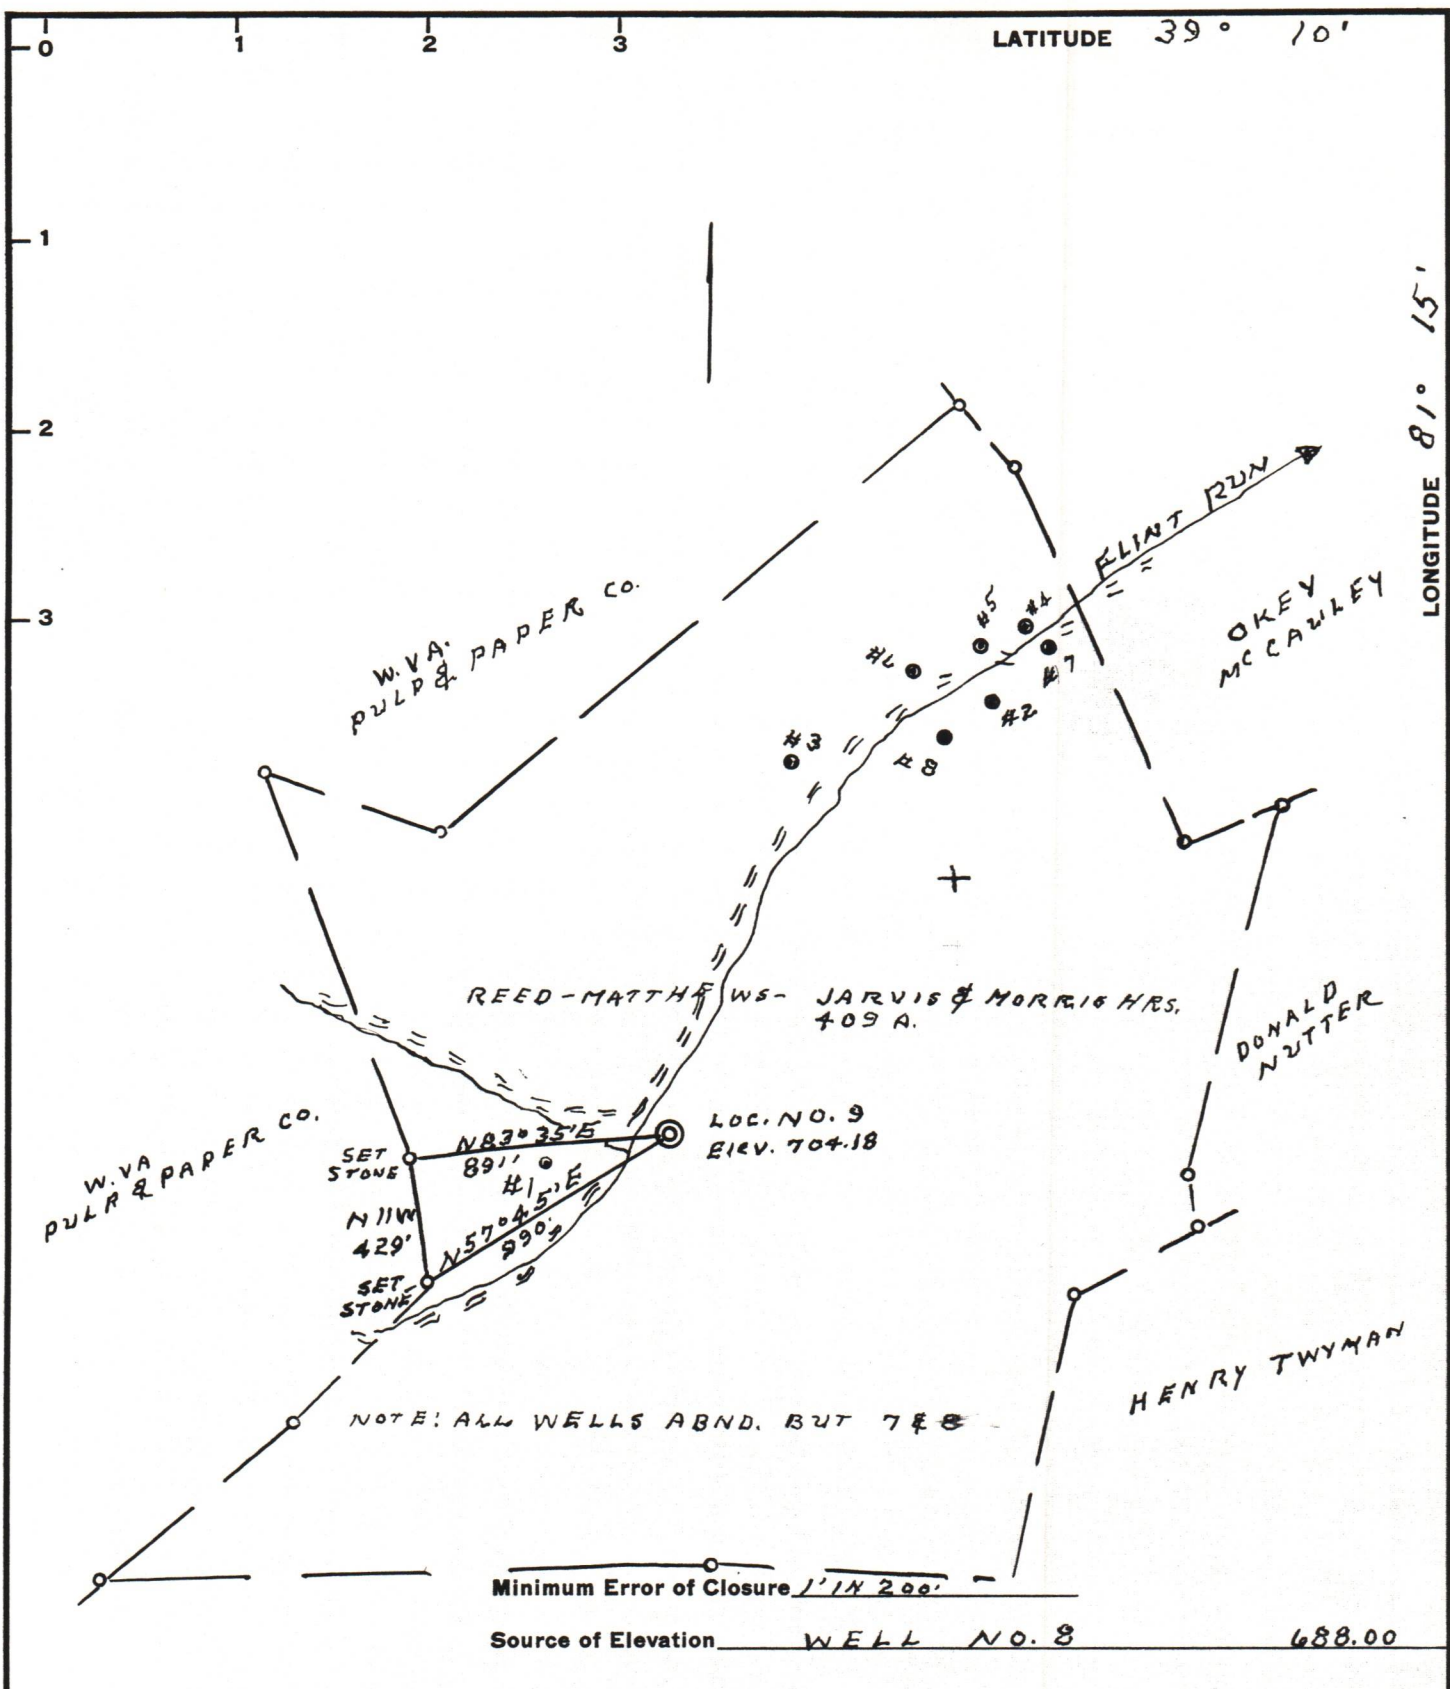 0 1 2 3
LATITUDE 39° 10'
1
2
3
LONGITUDE 81° 15'
FLINT RUN
OKEY
MCCAULEY
W. VA.
PULP & PAPER CO.
#5
#4
#6
#7
#2
#3
#8
REED-MATTHEWS- JARVIS & MORRIS HRS.
409 A.
DONALD
NUTTER
LOC. NO. 9
ELEV. 704.18
W. VA
PULP & PAPER CO.
SET
STONE
N83°35'E
891'
#1
N 11W
429'
N57°45'E
990'
SET
STONE
HENRY TWYMAN
NOTE: ALL WELLS ABND. BUT 7 & 8
Minimum Error of Closure 1' IN 200'
Source of Elevation WELL NO. 8 688.00